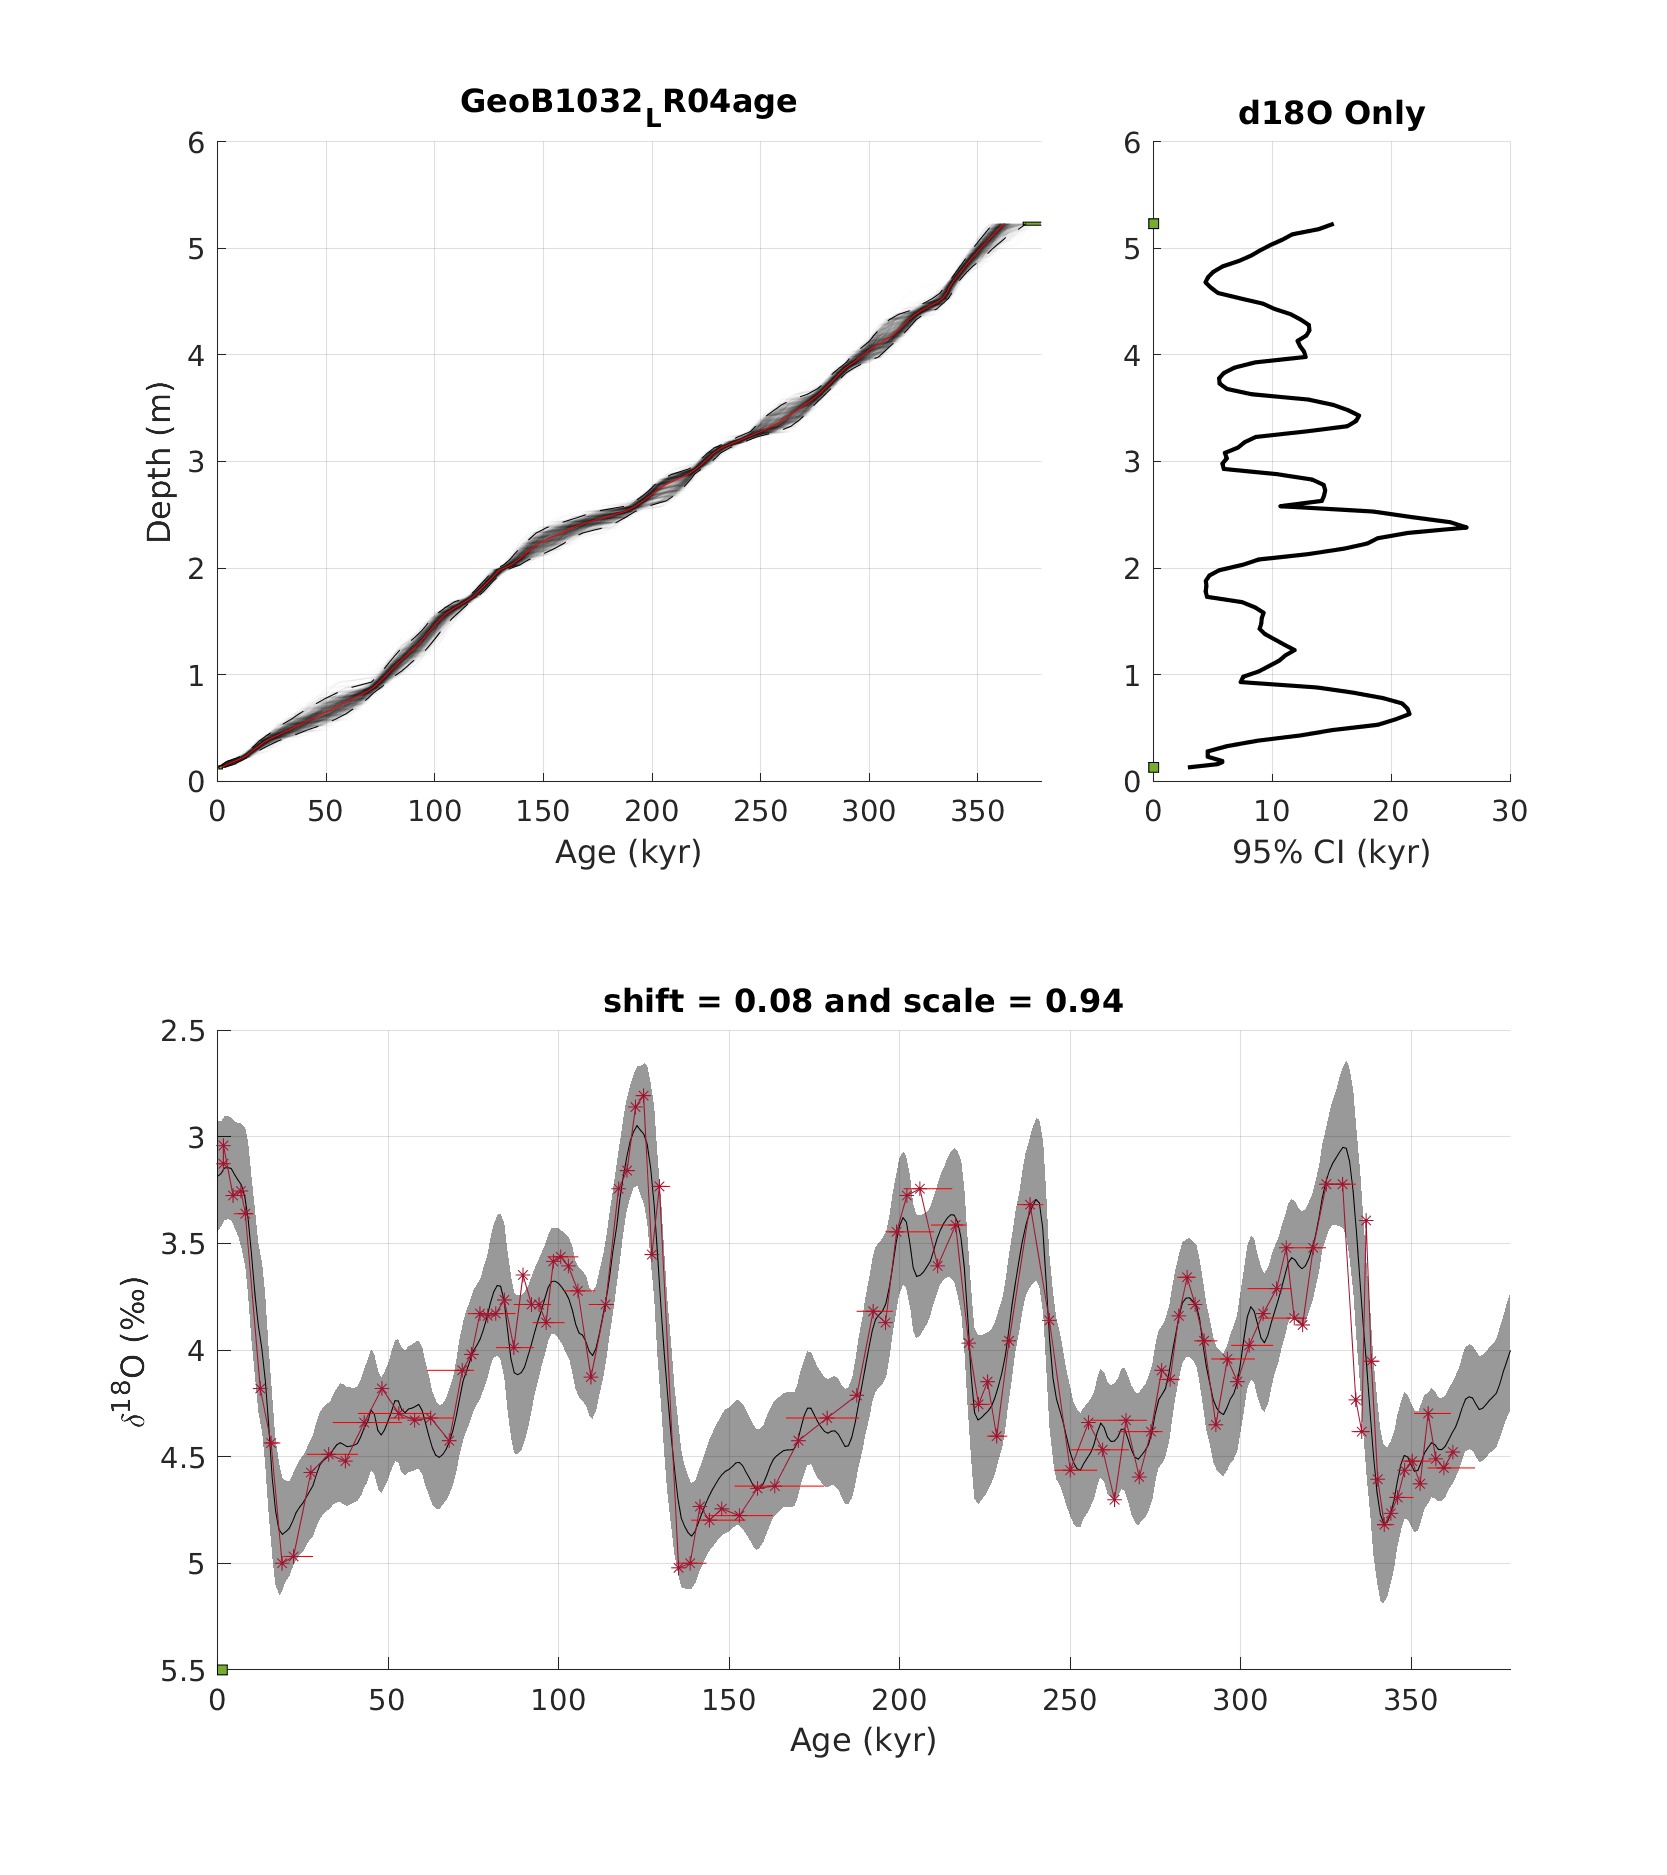 GeoB1032LR04age
d18O Only
6
5
4
3
2
1
0
Depth (m)
0 50 100 150 200 250 300 350
Age (kyr)
6
5
4
3
2
1
0
0 10 20 30
95% CI (kyr)
shift = 0.08 and scale = 0.94
2.5
3
3.5
4
4.5
5
5.5
δ18O (‰)
0 50 100 150 200 250 300 350
Age (kyr)